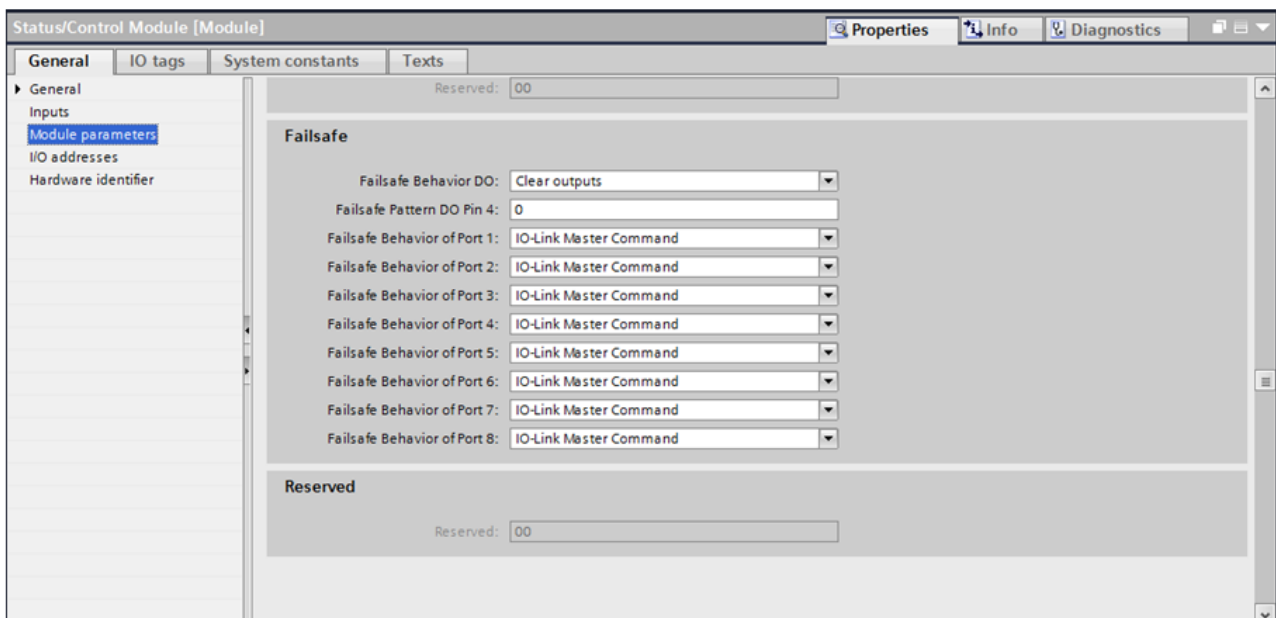 Status/Control Module [Module]
Properties
Info
Diagnostics
General
IO tags
System constants
Texts
General
Inputs
Module parameters
I/O addresses
Hardware identifier
Reserved: 00
Failsafe
Failsafe Behavior DO: Clear outputs
Failsafe Pattern DO Pin 4: 0
Failsafe Behavior of Port 1: IO-Link Master Command
Failsafe Behavior of Port 2: IO-Link Master Command
Failsafe Behavior of Port 3: IO-Link Master Command
Failsafe Behavior of Port 4: IO-Link Master Command
Failsafe Behavior of Port 5: IO-Link Master Command
Failsafe Behavior of Port 6: IO-Link Master Command
Failsafe Behavior of Port 7: IO-Link Master Command
Failsafe Behavior of Port 8: IO-Link Master Command
Reserved
Reserved: 00